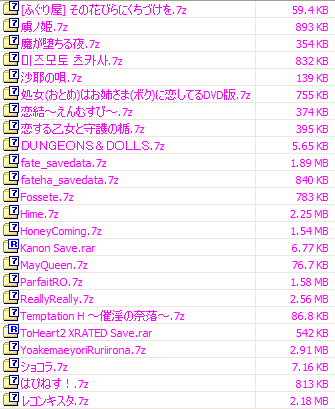 [ふぐり屋] その花びらにくちづけを.7z 59.4 KB
虜ノ姫.7z 893 KB
魔が堕ちる夜.7z 354 KB
미즈모토 츠카사.7z 832 KB
沙耶の唄.7z 139 KB
処女(おとめ)はお姉さま(ボク)に恋してるDVD版.7z 755 KB
恋結～えんむすび～.7z 374 KB
恋する乙女と守護の楯.7z 395 KB
ＤＵＮＧＥＯＮＳ＆ＤＯＬＬＳ.7z 5.65 KB
fate_savedata.7z 1.89 MB
fateha_savedata.7z 840 KB
Fossete.7z 783 KB
Hime.7z 2.25 MB
HoneyComing.7z 1.54 MB
Kanon Save.rar 6.77 KB
MayQueen.7z 76.7 KB
ParfaitRO.7z 1.58 MB
ReallyReally.7z 2.56 MB
Temptation H ～催淫の奈落～.7z 86.8 KB
ToHeart2 XRATED Save.rar 542 KB
YoakemaeyoriRuriirona.7z 2.91 MB
ショコラ.7z 7.16 KB
はぴねす！.7z 813 KB
レコンキスタ.7z 2.18 MB